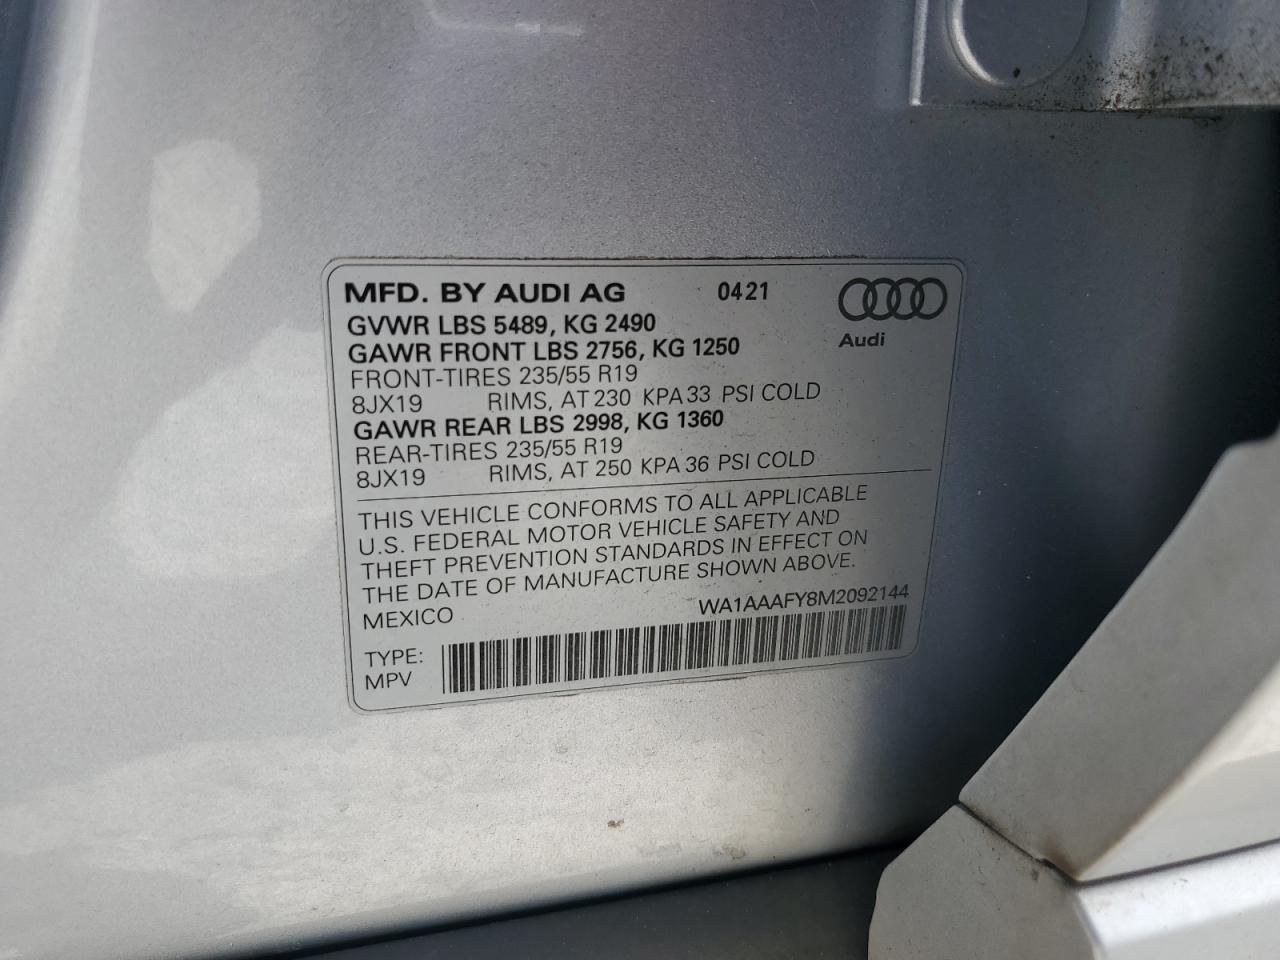 MFD. BY AUDI AG 0421
GVWR LBS 5489, KG 2490
GAWR FRONT LBS 2756, KG 1250
Audi
FRONT-TIRES 235/55 R19
8JX19 RIMS, AT 230 KPA 33 PSI COLD
GAWR REAR LBS 2998, KG 1360
REAR-TIRES 235/55 R19
8JX19 RIMS, AT 250 KPA 36 PSI COLD
THIS VEHICLE CONFORMS TO ALL APPLICABLE
U.S. FEDERAL MOTOR VEHICLE SAFETY AND
THEFT PREVENTION STANDARDS IN EFFECT ON
THE DATE OF MANUFACTURE SHOWN ABOVE.
MEXICO WA1AAAFY8M2092144
TYPE:
MPV